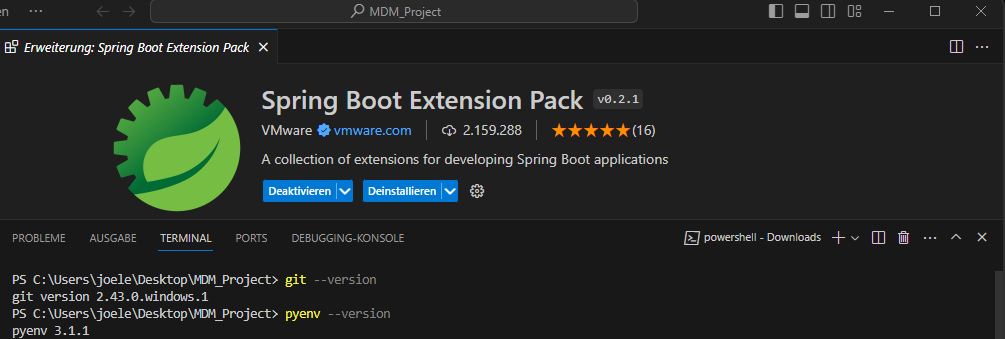 en
MDM_Project
Erweiterung: Spring Boot Extension Pack
Spring Boot Extension Pack v0.2.1
VMware vmware.com 2.159.288 (16)
A collection of extensions for developing Spring Boot applications
Deaktivieren Deinstallieren
PROBLEME AUSGABE TERMINAL PORTS DEBUGGING-KONSOLE powershell - Downloads
PS C:\Users\joele\Desktop\MDM_Project> git --version
git version 2.43.0.windows.1
PS C:\Users\joele\Desktop\MDM_Project> pyenv --version
pyenv 3.1.1